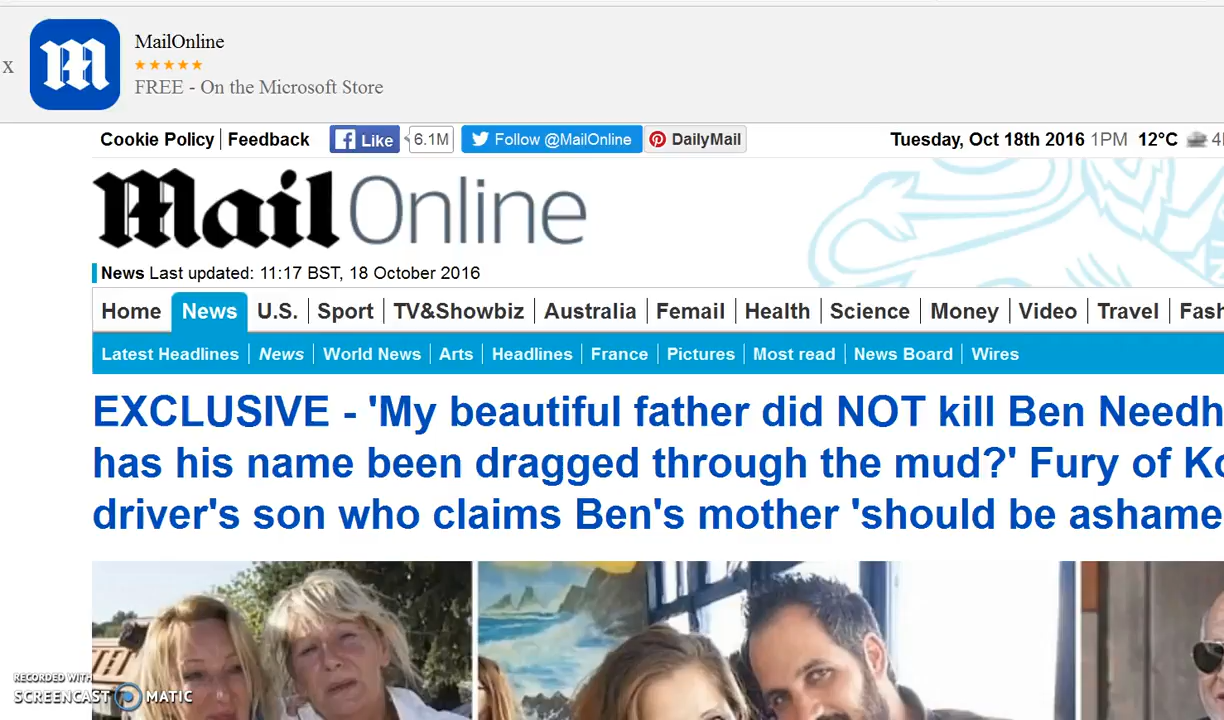 MailOnline
x
FREE - On the Microsoft Store
Cookie Policy Feedback Like 6.1M Follow @MailOnline DailyMail Tuesday, Oct 18th 2016 1PM 12°C
Mail Online
News Last updated: 11:17 BST, 18 October 2016
Home News U.S. Sport TV&Showbiz Australia Femail Health Science Money Video Travel
Latest Headlines News World News Arts Headlines France Pictures Most read News Board Wires
EXCLUSIVE - 'My beautiful father did NOT kill Ben
has his name been dragged through the mud?' Fury of
driver's son who claims Ben's mother 'should be
RECORDED WITH
SCREENCAST MATIC